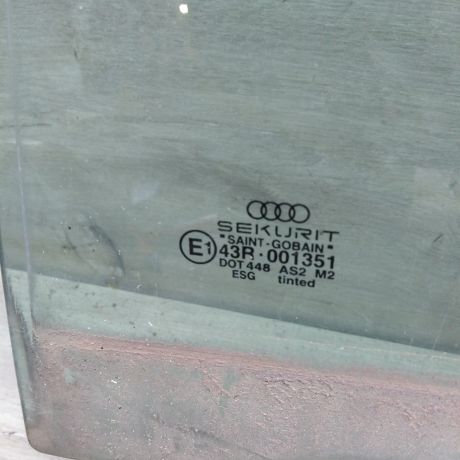 SEKURIT
"SAINT-GOBAIN"
E1 43R·001351
DOT 448 AS2 M2
ESG tinted